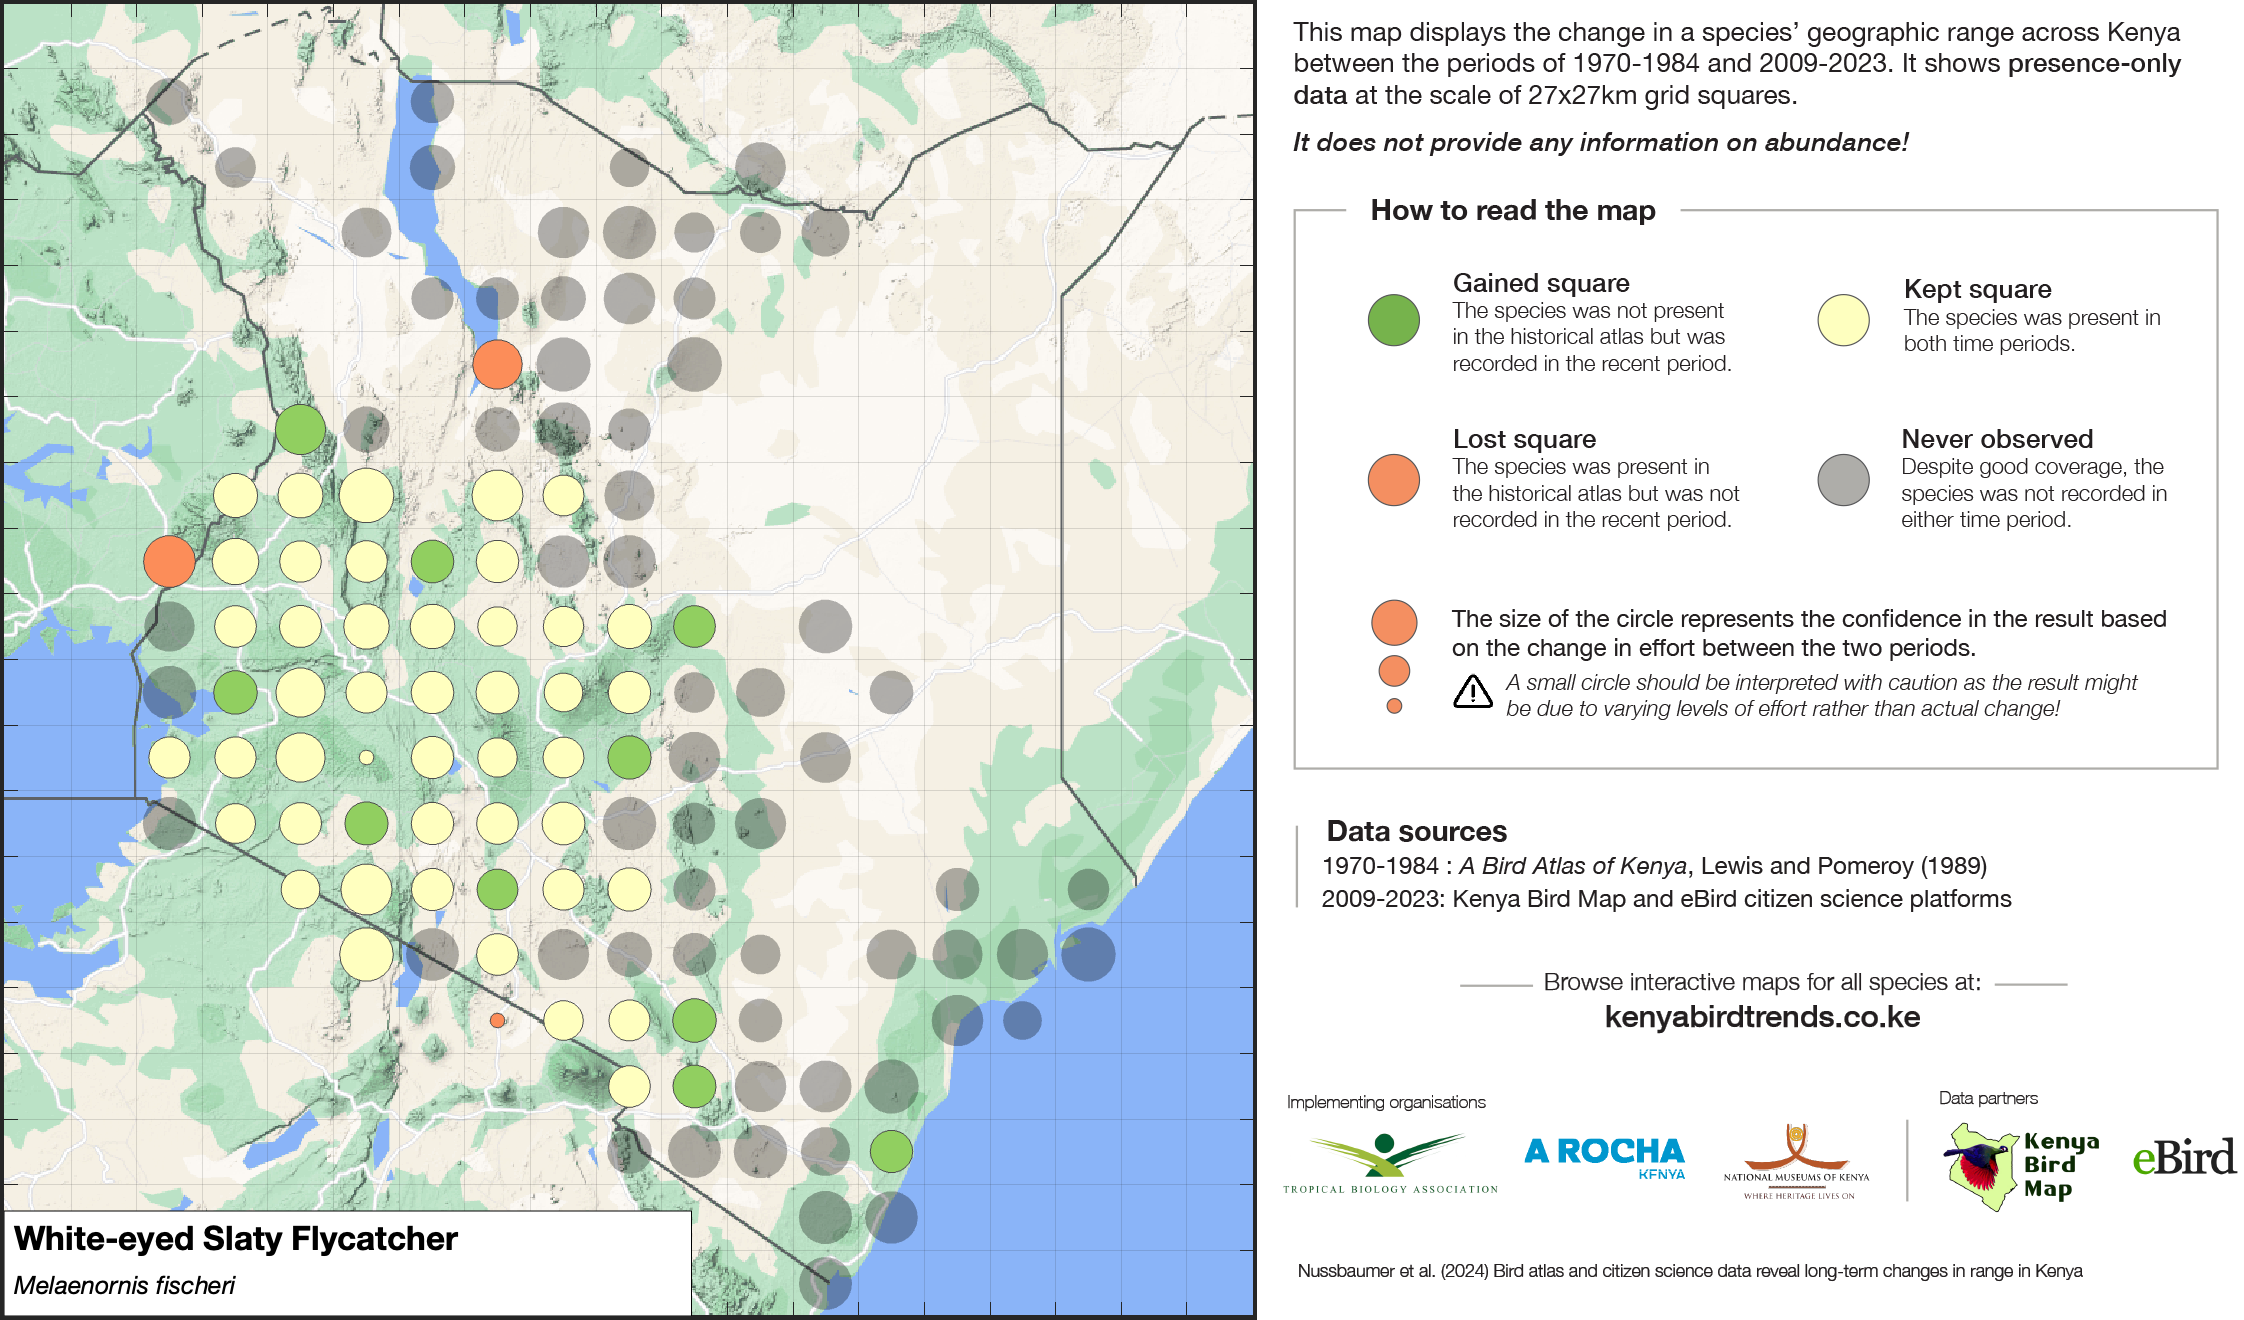 This map displays the change in a species' geographic range across Kenya
between the periods of 1970-1984 and 2009-2023. It shows presence-only
data at the scale of 27x27km grid squares.
It does not provide any information on abundance!
How to read the map
Gained square
The species was not present
in the historical atlas but was
recorded in the recent period.
Kept square
The species was present in
both time periods.
Lost square
The species was present in
the historical atlas but was not
recorded in the recent period.
Never observed
Despite good coverage, the
species was not recorded in
either time period.
The size of the circle represents the confidence in the result based
on the change in effort between the two periods.
A small circle should be interpreted with caution as the result might
be due to varying levels of effort rather than actual change!
Data sources
1970-1984 : A Bird Atlas of Kenya, Lewis and Pomeroy (1989)
2009-2023: Kenya Bird Map and eBird citizen science platforms
Browse interactive maps for all species at:
kenyabirdtrends.co.ke
Implementing organisations
Data partners
TROPICAL BIOLOGY ASSOCIATION
A ROCHA
KENYA
NATIONAL MUSEUMS OF KENYA
WHERE HERITAGE LIVES ON
Kenya
Bird
Map
eBird
White-eyed Slaty Flycatcher
Melaenornis fischeri
Nussbaumer et al. (2024) Bird atlas and citizen science data reveal long-term changes in range in Kenya